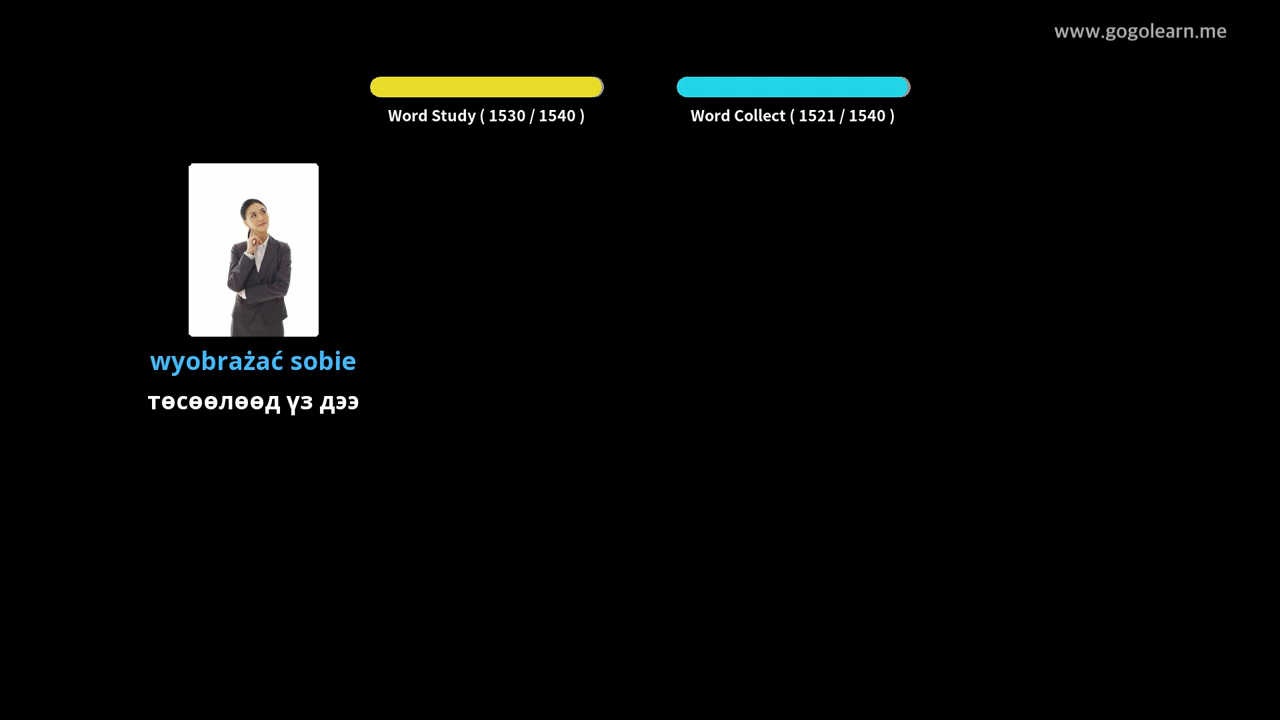 www.gogolearn.me
Word Study ( 1530 / 1540 )
Word Collect ( 1521 / 1540 )
wyobrażać sobie
төсөөлөөд үз дээ